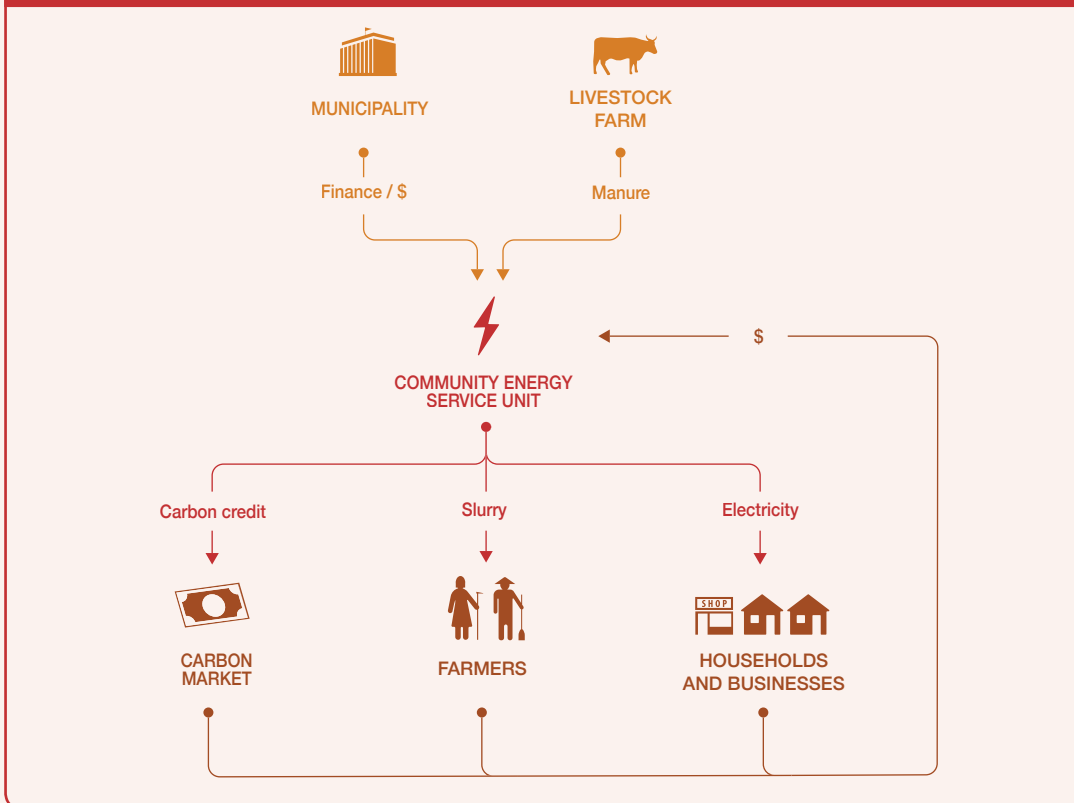 MUNICIPALITY
LIVESTOCK
FARM
Finance / $
Manure
$
COMMUNITY ENERGY
SERVICE UNIT
Carbon credit
Slurry
Electricity
SHOP
CARBON
MARKET
FARMERS
HOUSEHOLDS
AND BUSINESSES